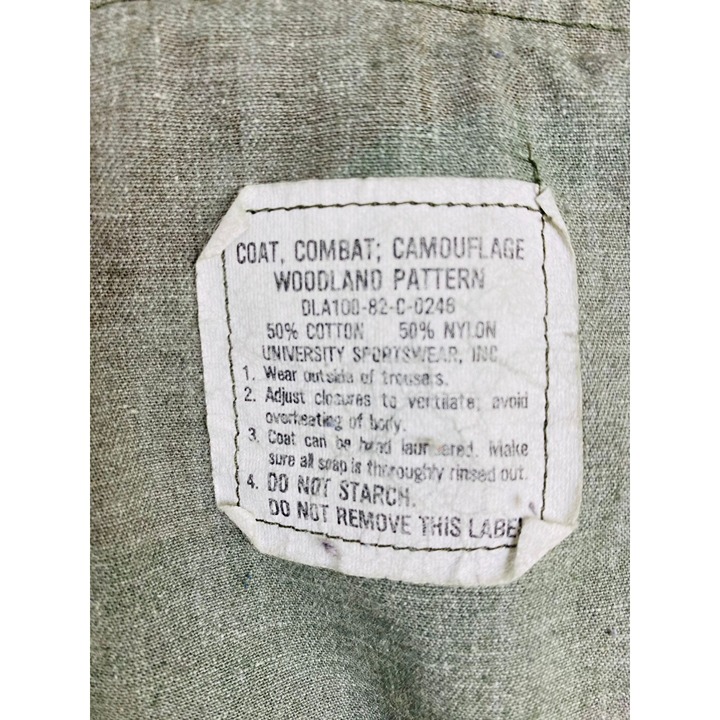 COAT, COMBAT; CAMOUFLAGE
WOODLAND PATTERN
DLA100-82-C-0246
50% COTTON 50% NYLON
UNIVERSITY SPORTSWEAR, INC
1. Wear outside of trousers.
2. Adjust closures to ventilate; avoid
overheating of body.
3. Coat can be hand laundered. Make
sure all soap is thoroughly rinsed out.
4. DO NOT STARCH.
DO NOT REMOVE THIS LABEL